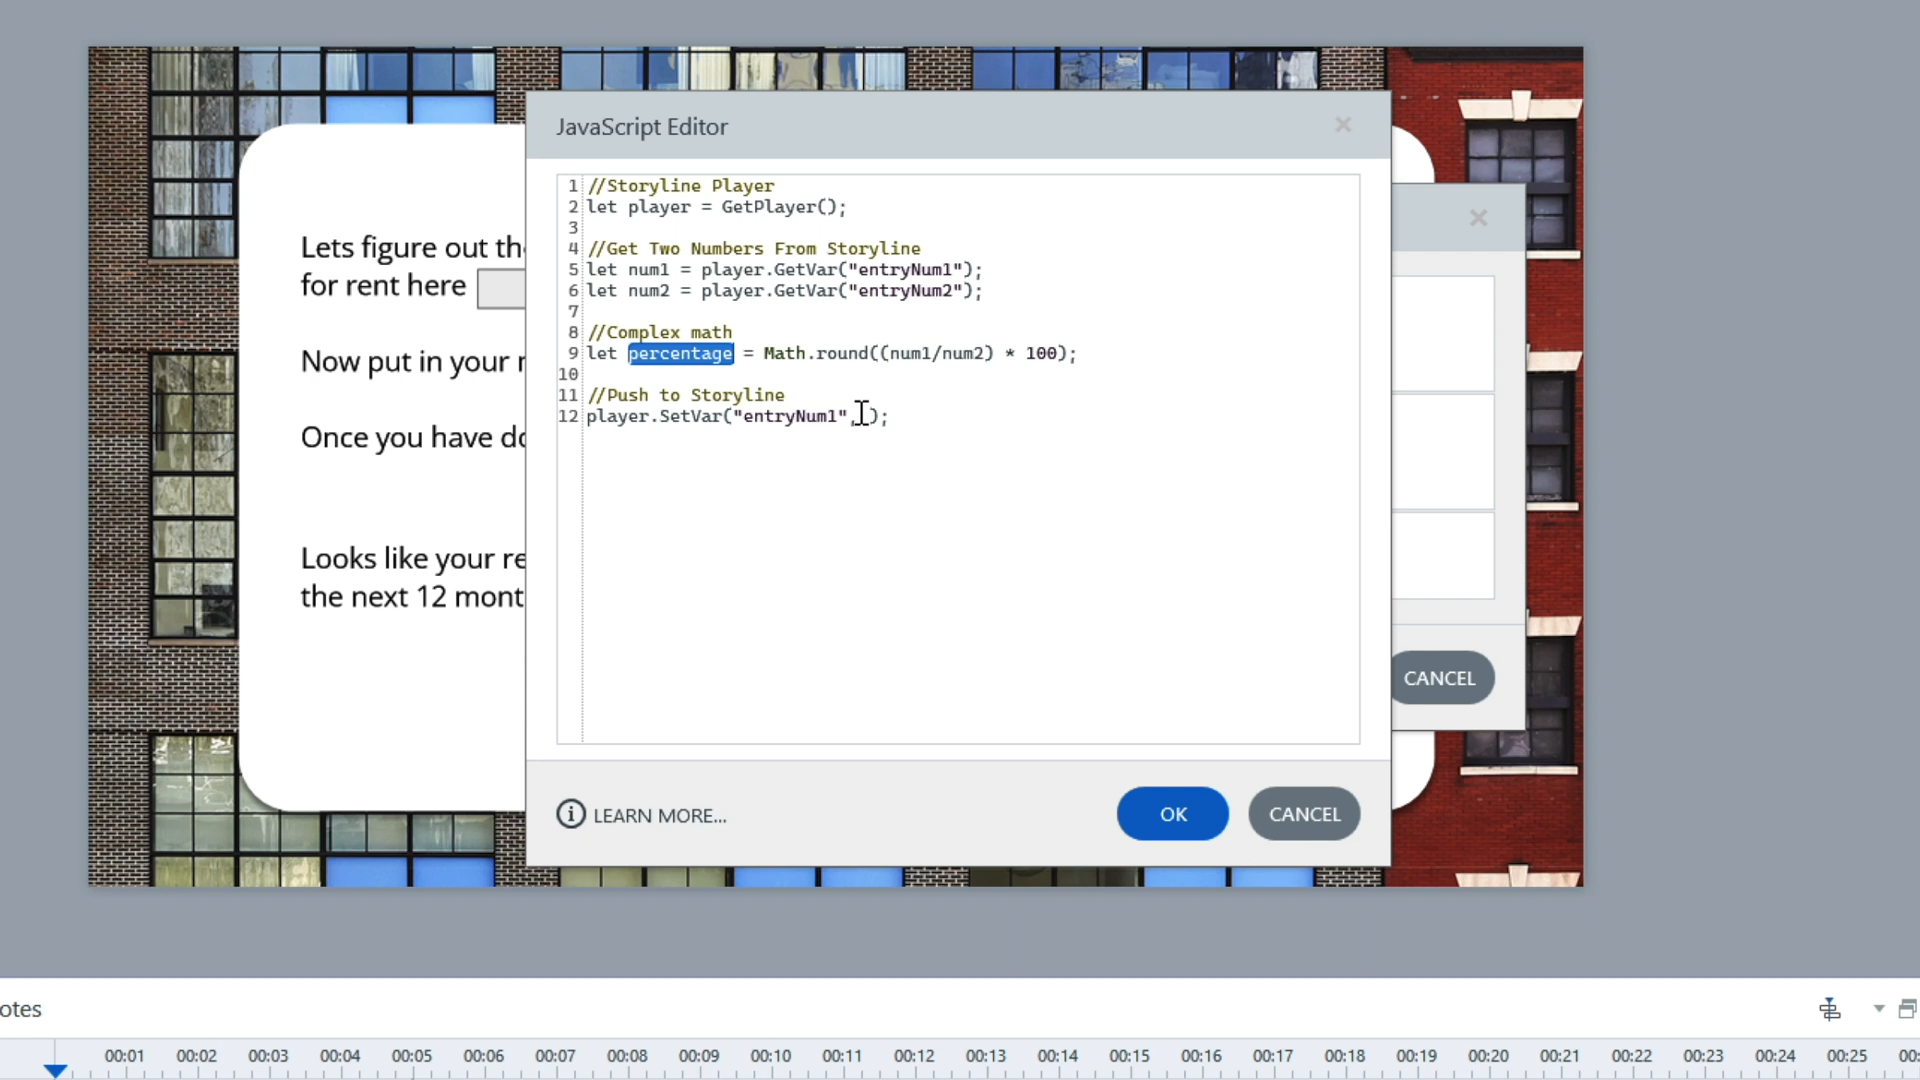 JavaScript Editor
1 //Storyline Player
2 let player = GetPlayer();
3
4 //Get Two Numbers From Storyline
5 let num1 = player.GetVar("entryNum1");
6 let num2 = player.GetVar("entryNum2");
7
8 //Complex math
9 let percentage = Math.round((num1/num2) * 100);
10
11 //Push to Storyline
12 player.SetVar("entryNum1", );
LEARN MORE...
OK
CANCEL
CANCEL
Lets figure out
for rent here
Now put in your
Once you have
Looks like your
the next 12
00:01 00:02 00:03 00:04 00:05 00:06 00:07 00:08 00:09 00:10 00:11 00:12 00:13 00:14 00:15 00:16 00:17 00:18 00:19 00:20 00:21 00:22 00:23 00:24 00:25